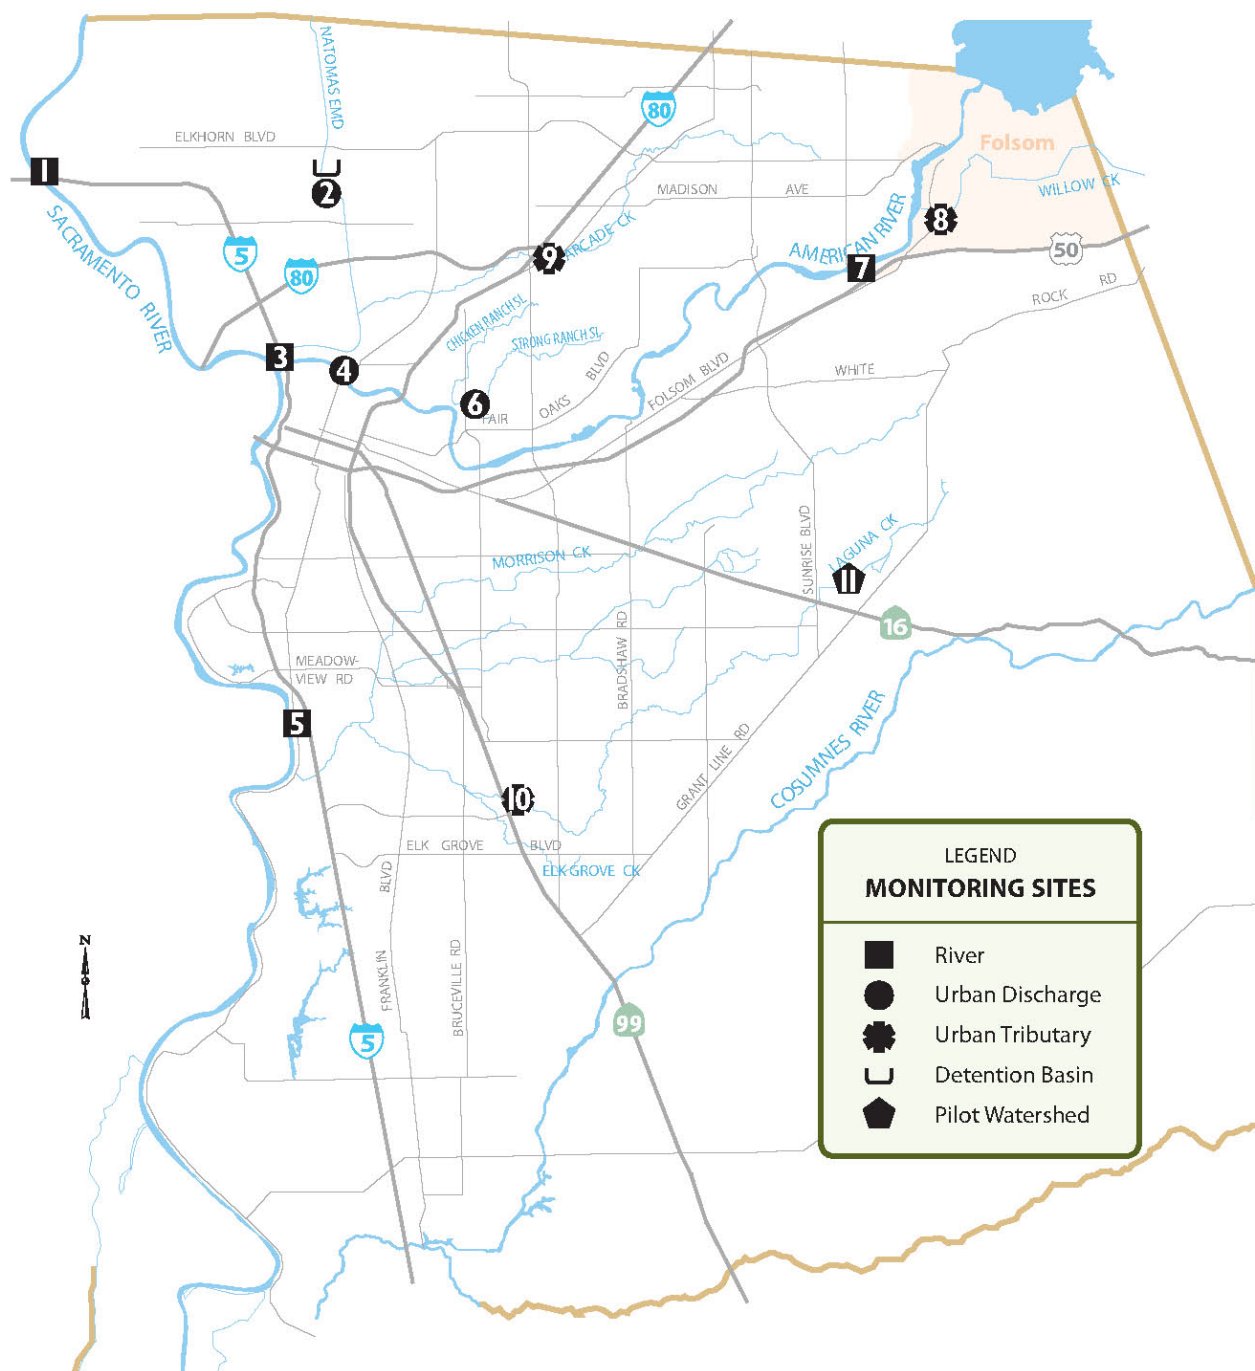 NATOMAS EMD
80
ELKHORN BLVD
Folsom
1
2
MADISON AVE
WILLOW CK
SACRAMENTO RIVER
8
ARCADE CK
AMERICAN RIVER
5
9
50
80
7
ROCK RD
CHICKEN RANCH SL
STRONG RANCH SL
3
4
BLVD
WHITE
FOLSOM BLVD
6
FAIR OAKS
MORRISON CK
SUNRISE BLVD
LAGUNA CK
11
16
BRADSHAW RD
MEADOW-
VIEW RD
5
GRANT LINE RD
COSUMNES RIVER
10
ELK GROVE BLVD
ELK GROVE CK
FRANKLIN BLVD
BRUCEVILLE RD
N
99
5
LEGEND
MONITORING SITES
River
Urban Discharge
Urban Tributary
Detention Basin
Pilot Watershed